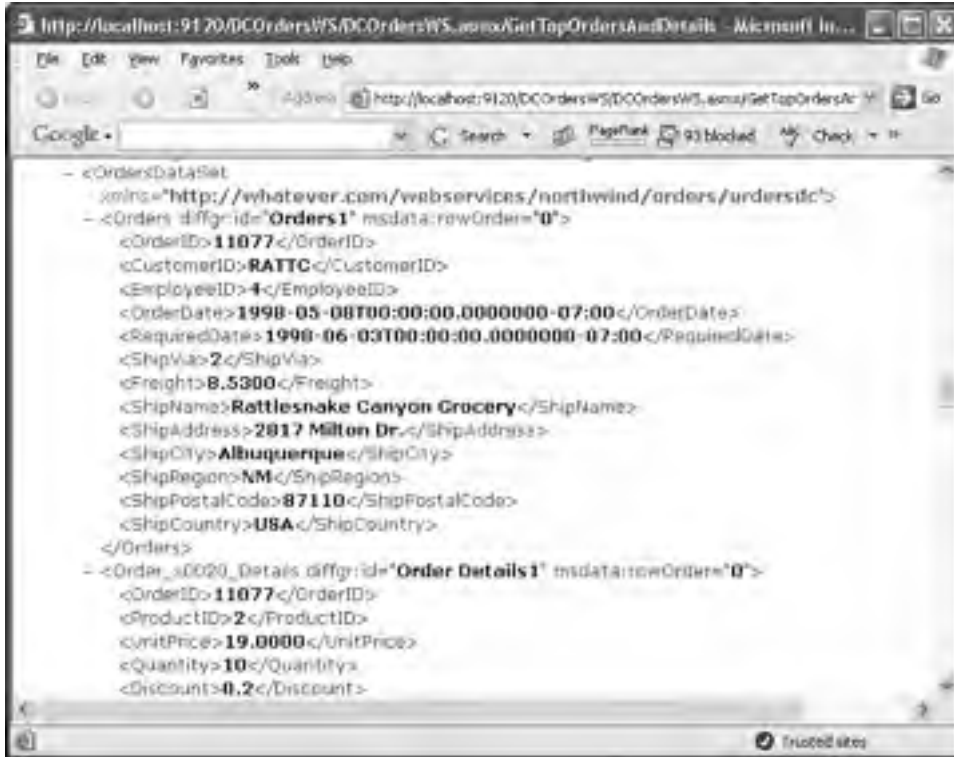 http://localhost:9120/DCOrdersWS/DCOrdersWS.asmx/GetTopOrdersAndDetails - Microsoft In...
File Edit View Favorites Tools Help
» Address http://localhost:9120/DCOrdersWS/DCOrdersWS.asmx/GetTopOrdersAr Go
Google Search PageRank 93 blocked Check »
- <OrdersDataSet
xmlns="http://whatever.com/webservices/northwind/orders/urdersdc">
- <Orders diffgr:id="Orders1" msdata:rowOrder="0">
<OrderID>11077</OrderID>
<CustomerID>RATTC</CustomerID>
<EmployeeID>4</EmployeeID>
<OrderDate>1998-05-08T00:00:00.0000000-07:00</OrderDate>
<RequiredDate>1998-06-03T00:00:00.0000000-07:00</RequiredDate>
<ShipVia>2</ShipVia>
<Freight>8.5300</Freight>
<ShipName>Rattlesnake Canyon Grocery</ShipName>
<ShipAddress>2817 Milton Dr.</ShipAddress>
<ShipCity>Albuquerque</ShipCity>
<ShipRegion>NM</ShipRegion>
<ShipPostalCode>87110</ShipPostalCode>
<ShipCountry>USA</ShipCountry>
</Orders>
- <Order_x0020_Details diffgr:id="Order Details1" msdata:rowOrder="0">
<OrderID>11077</OrderID>
<ProductID>2</ProductID>
<UnitPrice>19.0000</UnitPrice>
<Quantity>10</Quantity>
<Discount>0.2</Discount>
Trusted sites